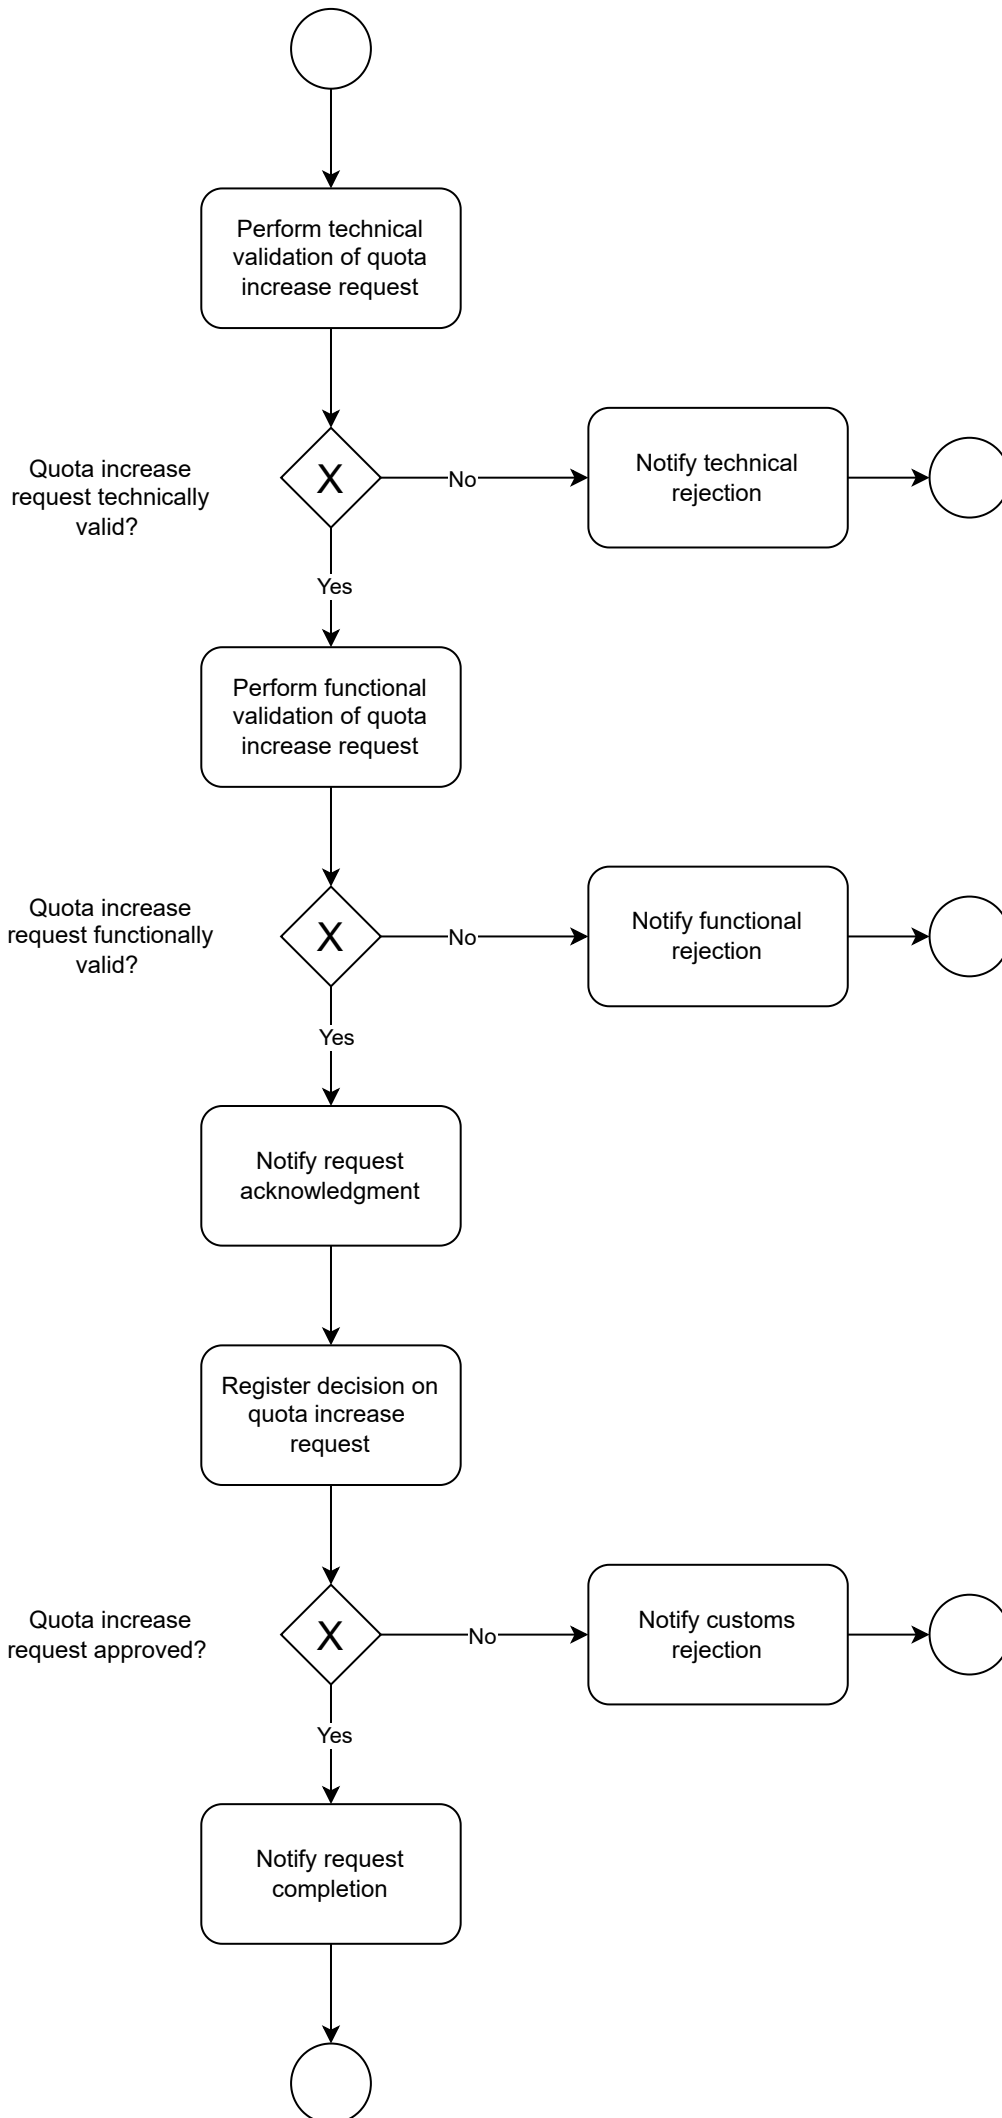 Perform technical
validation of quota
increase request
Quota increase
request technically
valid?
X
No
Notify technical
rejection
Yes
Perform functional
validation of quota
increase request
Quota increase
request functionally
valid?
X
No
Notify functional
rejection
Yes
Notify request
acknowledgment
Register decision on
quota increase
request
Quota increase
request approved?
X
No
Notify customs
rejection
Yes
Notify request
completion